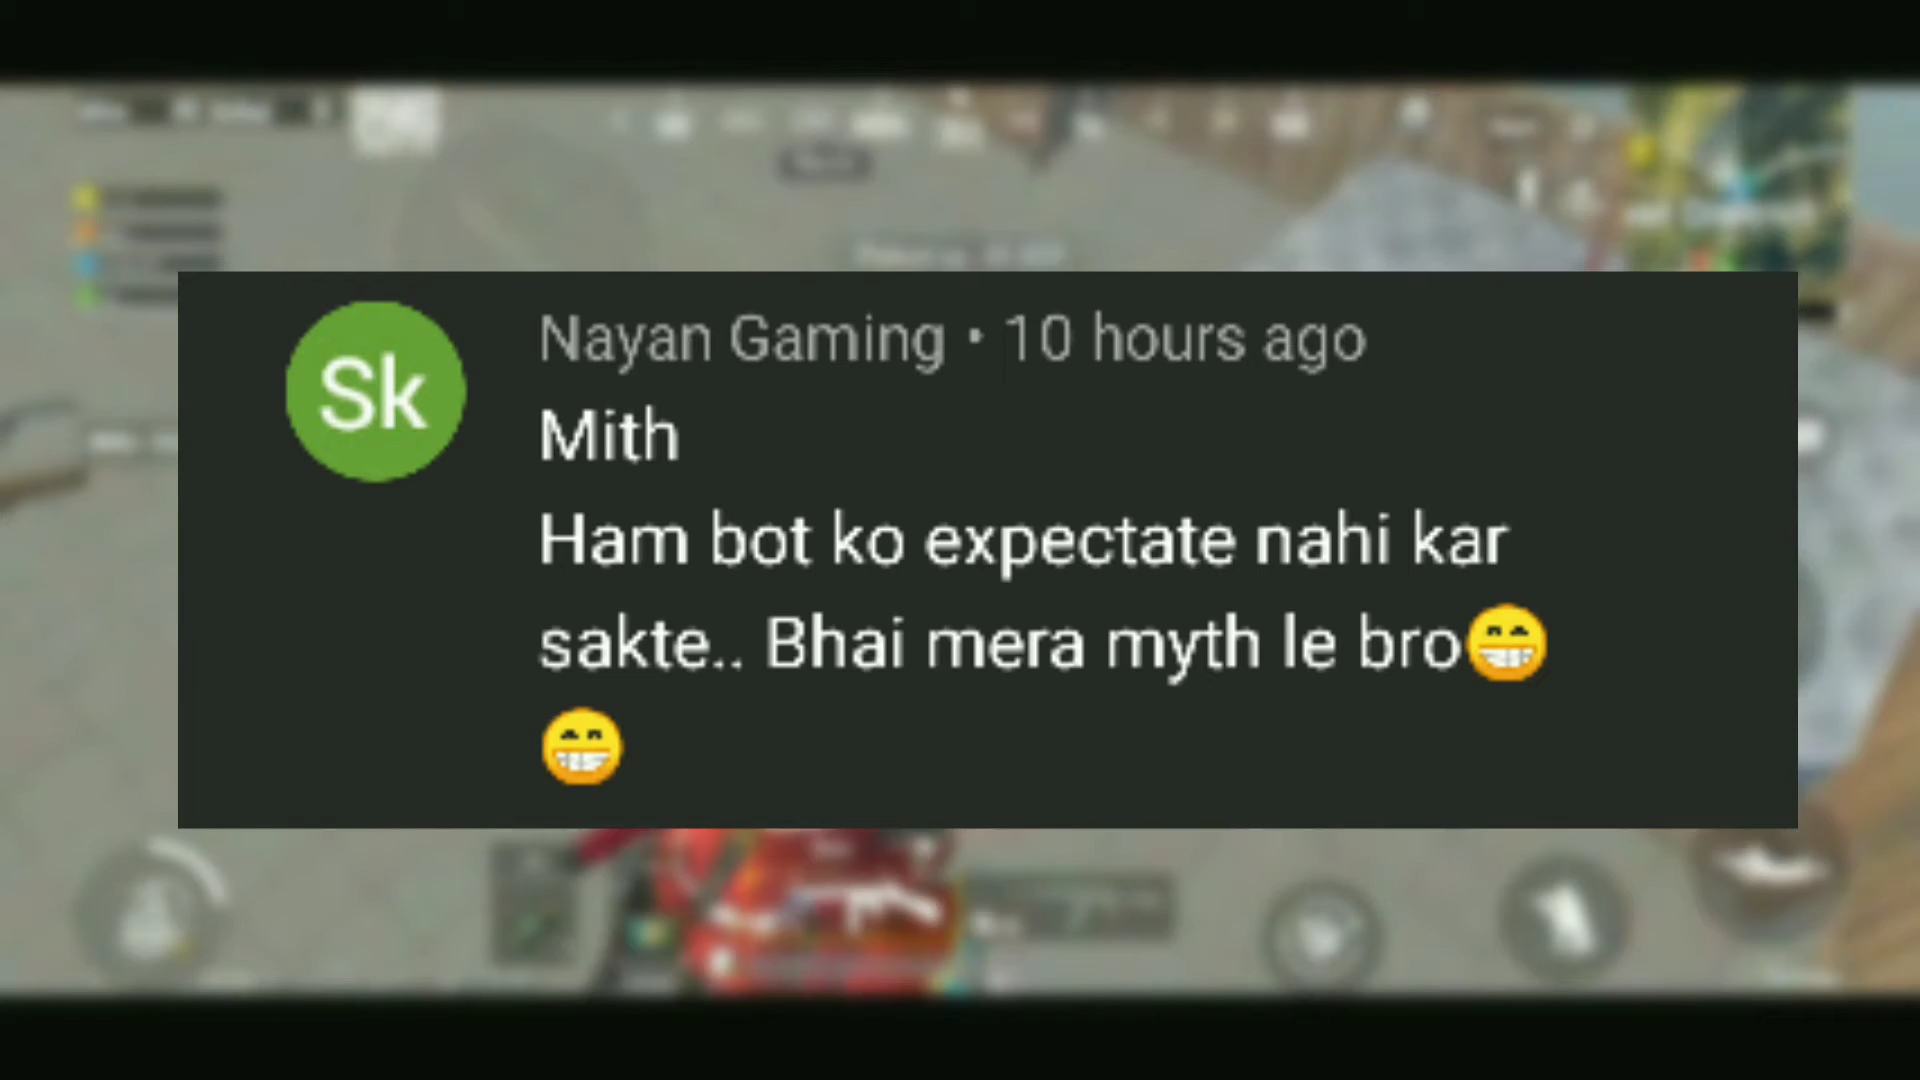 Sk
Nayan Gaming • 10 hours ago
Mith
Ham bot ko expectate nahi kar
sakte.. Bhai mera myth le bro😁
😁